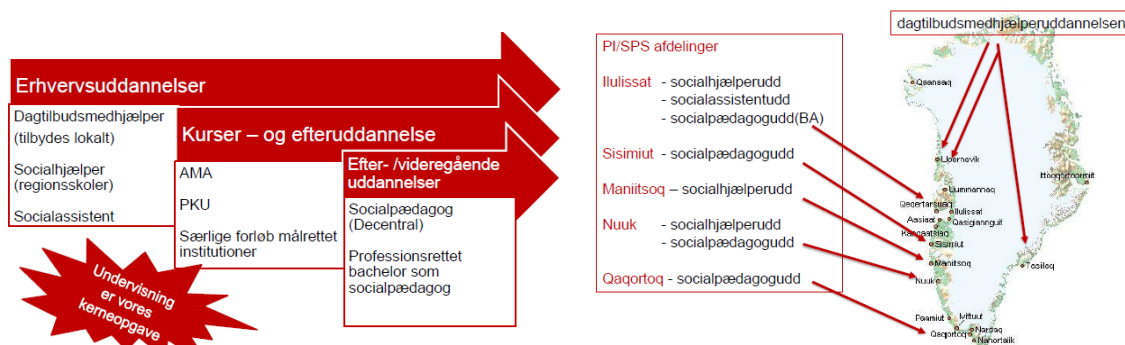 Erhvervsuddannelser
Dagtilbudsmedhjælper
(tilbydes lokalt)
Socialhjælper
(regionsskoler)
Socialassistent
Kurser – og efteruddannelse
AMA
PKU
Særlige forløb målrettet
institutioner
Efter- /videregående
uddannelser
Socialpædagog
(Decentral)
Professionsrettet
bachelor som
socialpædagog
Undervisning
er vores
kerneopgave
dagtilbudsmedhjælperuddannelsen
PI/SPS afdelinger
Ilulissat - socialhjælperudd
- socialassistentudd
- socialpædagogudd(BA)
Sisimiut - socialpædagogudd
Maniitsoq – socialhjælperudd
Nuuk - socialhjælperudd
- socialpædagogudd
Qaqortoq - socialpædagogudd
Qaanaaq
Upernavik
Ittoqqortoormiit
Uummannaq
Qeqertarsuaq
Ilulissat
Aasiaat
Qasigiannguit
Kangaatsiaq
Sisimiut
Maniitsoq
Tasiilaq
Nuuk
Paamiut
Ivittuut
Narsaq
Qaqortoq
Nanortalik